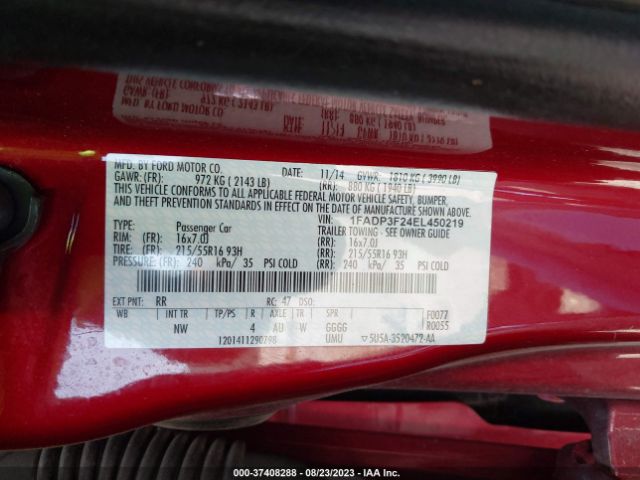 MFD. BY FORD MOTOR CO.
DATE: 11/14 GVWR: 1810 KG ( 3990 LB)
GAWR: (FR): 972 KG ( 2143 LB) (RR): 880 KG ( 1940 LB)
THIS VEHICLE CONFORMS TO ALL APPLICABLE FEDERAL MOTOR VEHICLE SAFETY, BUMPER,
AND THEFT PREVENTION STANDARDS IN EFFECT ON THE DATE OF MANUFACTURE SHOWN ABOVE.
VIN: 1FADP3F24EL450219
TYPE: Passenger Car TRAILER TOWING - SEE OWNER GUIDE
RIM: (FR): 16x7.0J (RR): 16x7.0J
TIRE: (FR): 215/55R16 93H (RR): 215/55R16 93H
PRESSURE: (FR): 240 kPa/ 35 PSI COLD (RR): 240 kPa/ 35 PSI COLD
EXT PNT: RR RC: 47 DSO:
WB INT TR TP/PS R AXLE TR SPR F0077
NW 4 AU W GGGG R0055
1201411290798 UMU ▽5U5A-3520472-AA
000-37408288 - 08/23/2023 - IAA Inc.